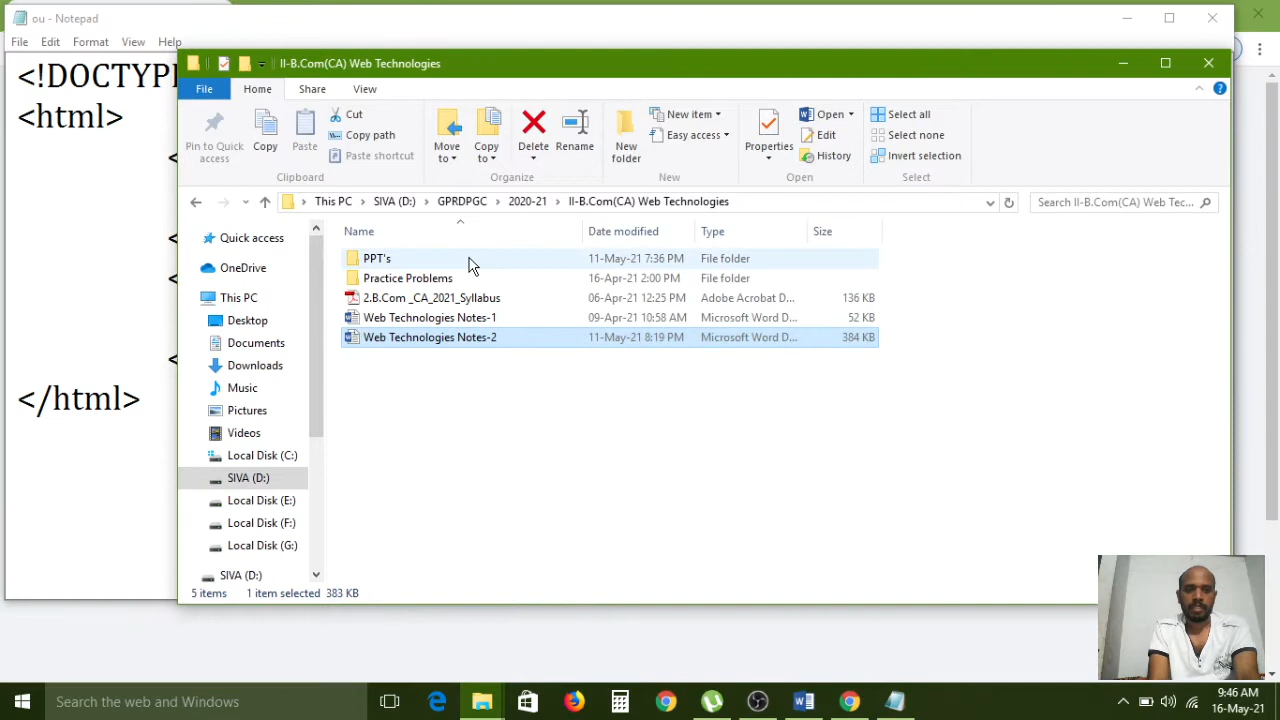 ou - Notepad
File Edit Format View Help
<!DOCTYPE
<html>
<
<
<
<
</html>
II-B.Com(CA) Web Technologies
File Home Share View
Pin to Quick access
Copy
Paste
Cut
Copy path
Paste shortcut
Clipboard
Move to
Copy to
Delete
Rename
Organize
New folder
New item
Easy access
New
Properties
Open
Edit
History
Open
Select all
Select none
Invert selection
Select
This PC > SIVA (D:) > GPRDPGC > 2020-21 > II-B.Com(CA) Web Technologies
Search II-B.Com(CA) Web Tec...
Quick access
OneDrive
This PC
Desktop
Documents
Downloads
Music
Pictures
Videos
Local Disk (C:)
SIVA (D:)
Local Disk (E:)
Local Disk (F:)
Local Disk (G:)
SIVA (D:)
Name Date modified Type Size
PPT's 11-May-21 7:36 PM File folder
Practice Problems 16-Apr-21 2:00 PM File folder
2.B.Com _CA_2021_Syllabus 06-Apr-21 12:25 PM Adobe Acrobat D... 136 KB
Web Technologies Notes-1 09-Apr-21 10:58 AM Microsoft Word D... 52 KB
Web Technologies Notes-2 11-May-21 8:19 PM Microsoft Word D... 384 KB
5 items 1 item selected 383 KB
Search the web and Windows
9:46 AM
16-May-21